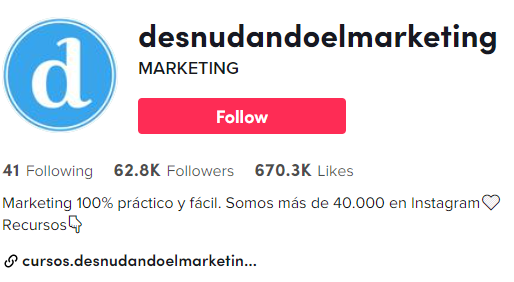 d
desnudandoelmarketing
MARKETING
Follow
41 Following 62.8K Followers 670.3K Likes
Marketing 100% práctico y fácil. Somos más de 40.000 en Instagram♡
Recursos👇
cursos.desnudandoelmarketin...